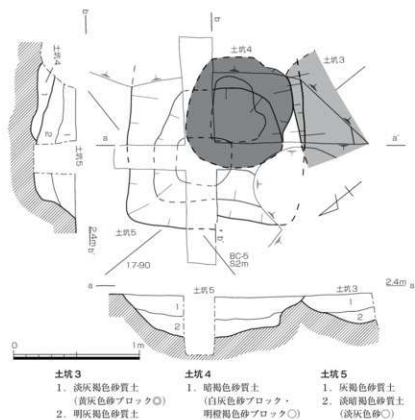 b
b
土坑4
土坑3
土坑4
1
2
a
a'
土坑5
2.4m
b'
b'
土坑5
17-90
BC-5
S2m
a
土坑5
土坑3
2.4m
a'
1
2
1
2
0
1m
土坑3
1. 淡灰褐色砂質土
(黄灰色砂ブロック◎)
2. 明灰褐色砂質土
土坑4
1. 暗褐色砂質土
(白灰色砂ブロック・
明橙褐色砂ブロック○)
土坑5
1. 灰褐色砂質土
2. 淡暗褐色砂質土
(淡灰色砂○)